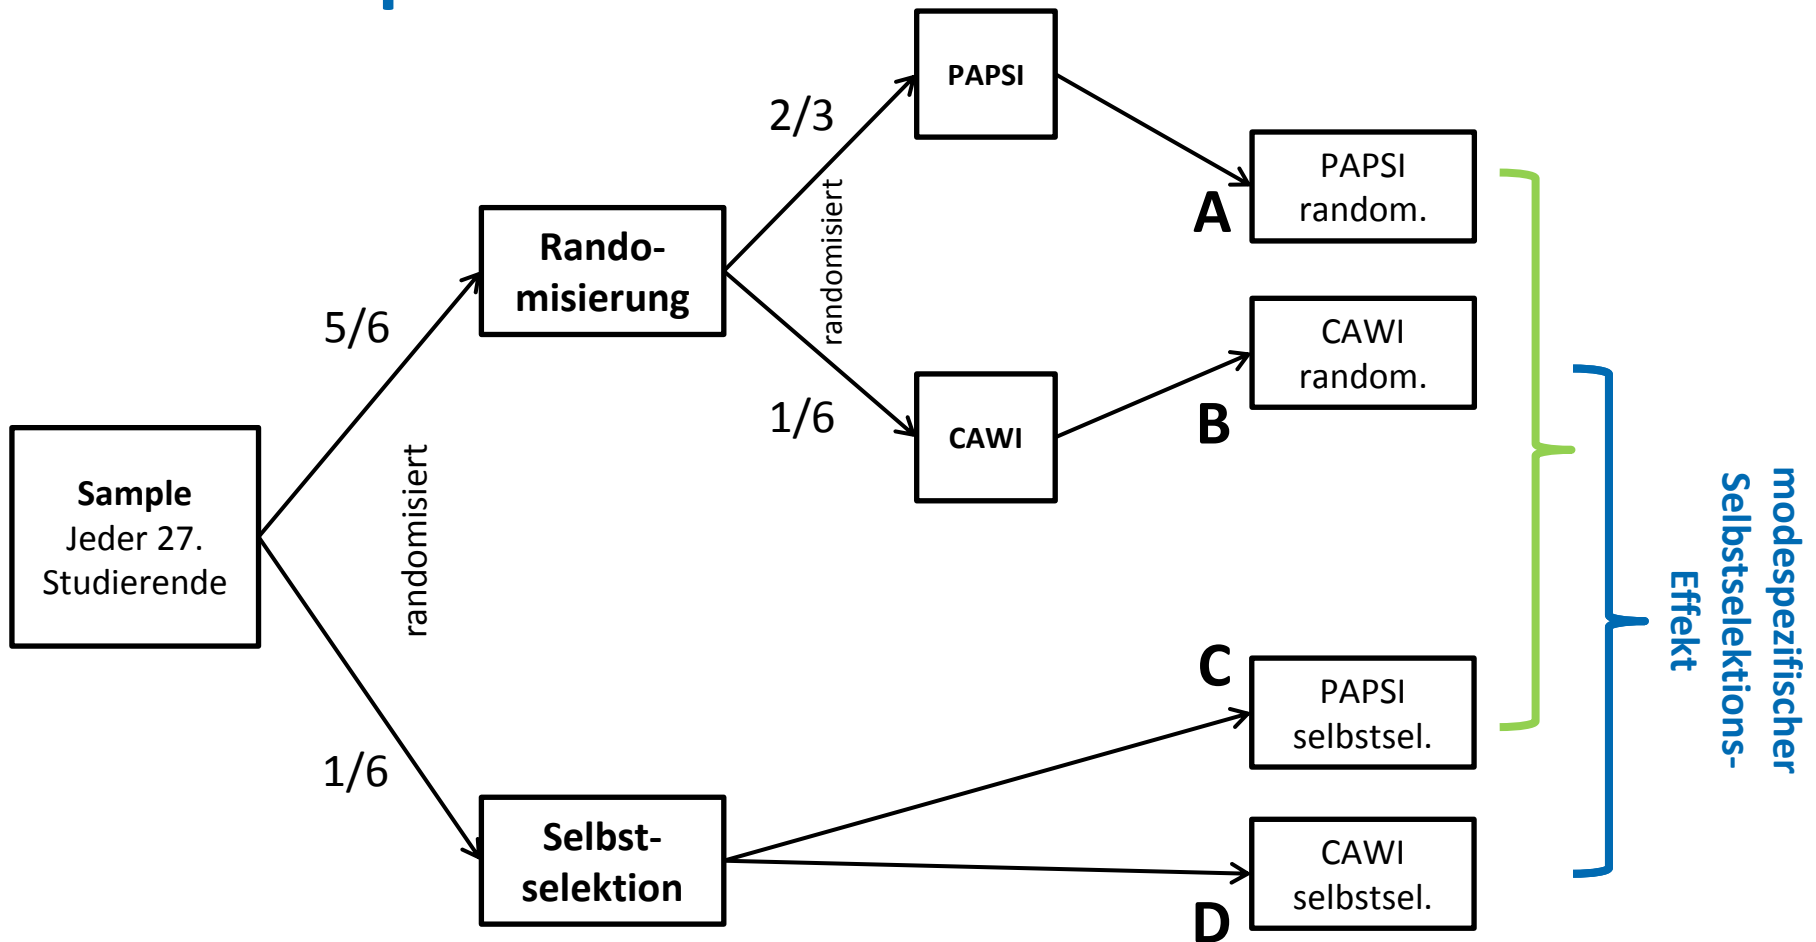 PAPSI
2/3
PAPSI
random.
A
randomisiert
Rando-
misierung
CAWI
random.
5/6
B
1/6
CAWI
Sample
Jeder 27.
Studierende
randomisiert
modespezifischer
Selbstselektions-
Effekt
C
PAPSI
selbstsel.
1/6
Selbst-
selektion
CAWI
selbstsel.
D